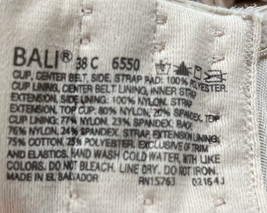 BALI® 38 C 6550
CUP, CENTER BELT, SIDE, STRAP PAD: 100% POLYESTER.
CUP LINING, CENTER BELT LINING, INNER STRAP
EXTENSION, SIDE LINING: 100% NYLON. STRAP
EXTENSION, TOP CUP: 80% NYLON, 20% SPANDEX. TOP
CUP LINING: 77% NYLON, 23% SPANDEX. BACK:
76% NYLON, 24% SPANDEX. STRAP EXTENSION LINING:
75% COTTON, 25% POLYESTER. EXCLUSIVE OF TRIM
AND ELASTICS. HAND WASH COLD WATER, WITH LIKE
COLORS. DO NOT BLEACH. LINE DRY. DO NOT IRON.
MADE IN EL SALVADOR RN15763 03164J